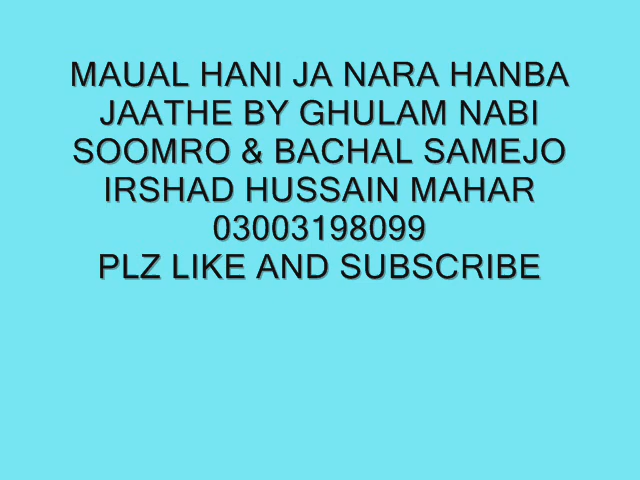 MAUAL HANI JA NARA HANBA
JAATHE BY GHULAM NABI
SOOMRO & BACHAL SAMEJO
IRSHAD HUSSAIN MAHAR
03003198099
PLZ LIKE AND SUBSCRIBE